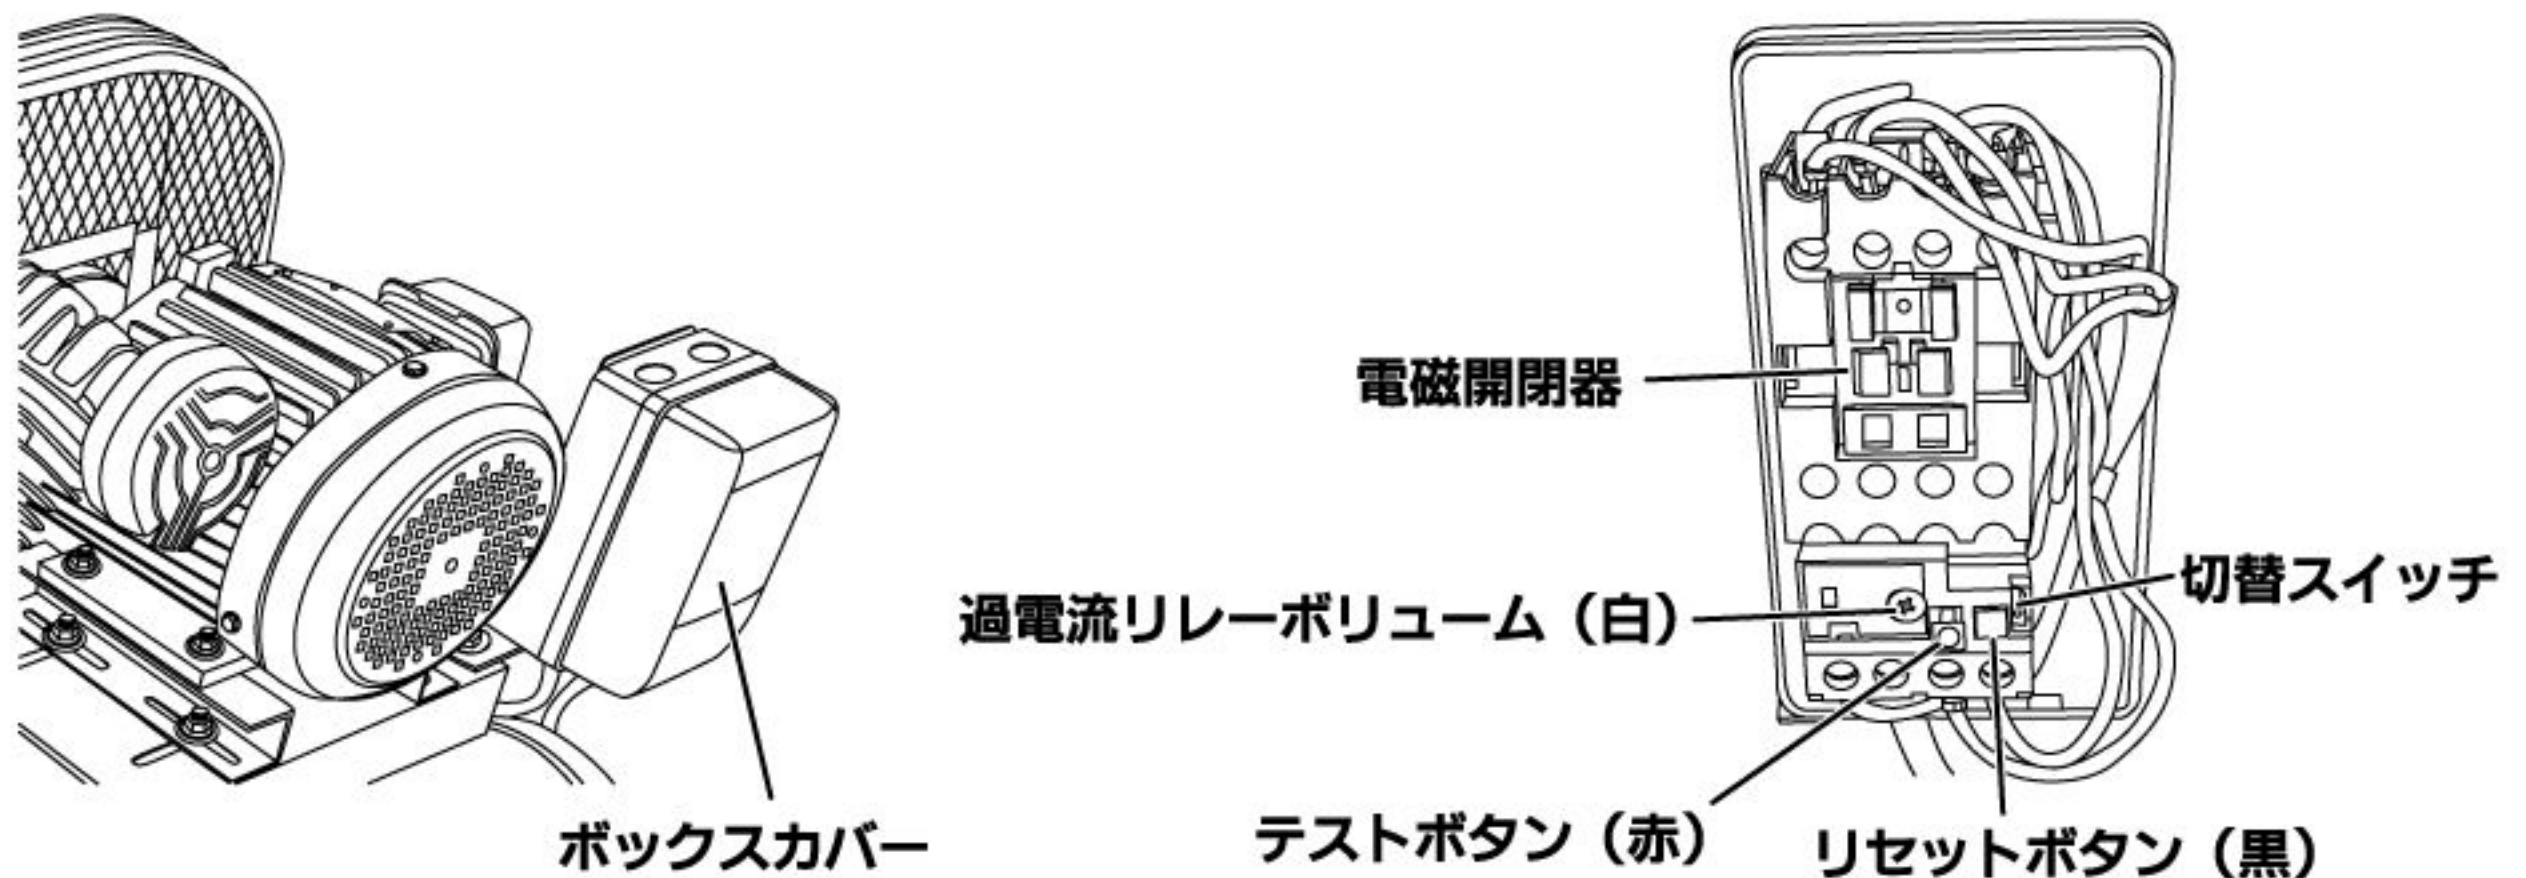 電磁開閉器
切替スイッチ
過電流リレーボリューム（白）
テストボタン（赤）
リセットボタン（黒）
ボックスカバー